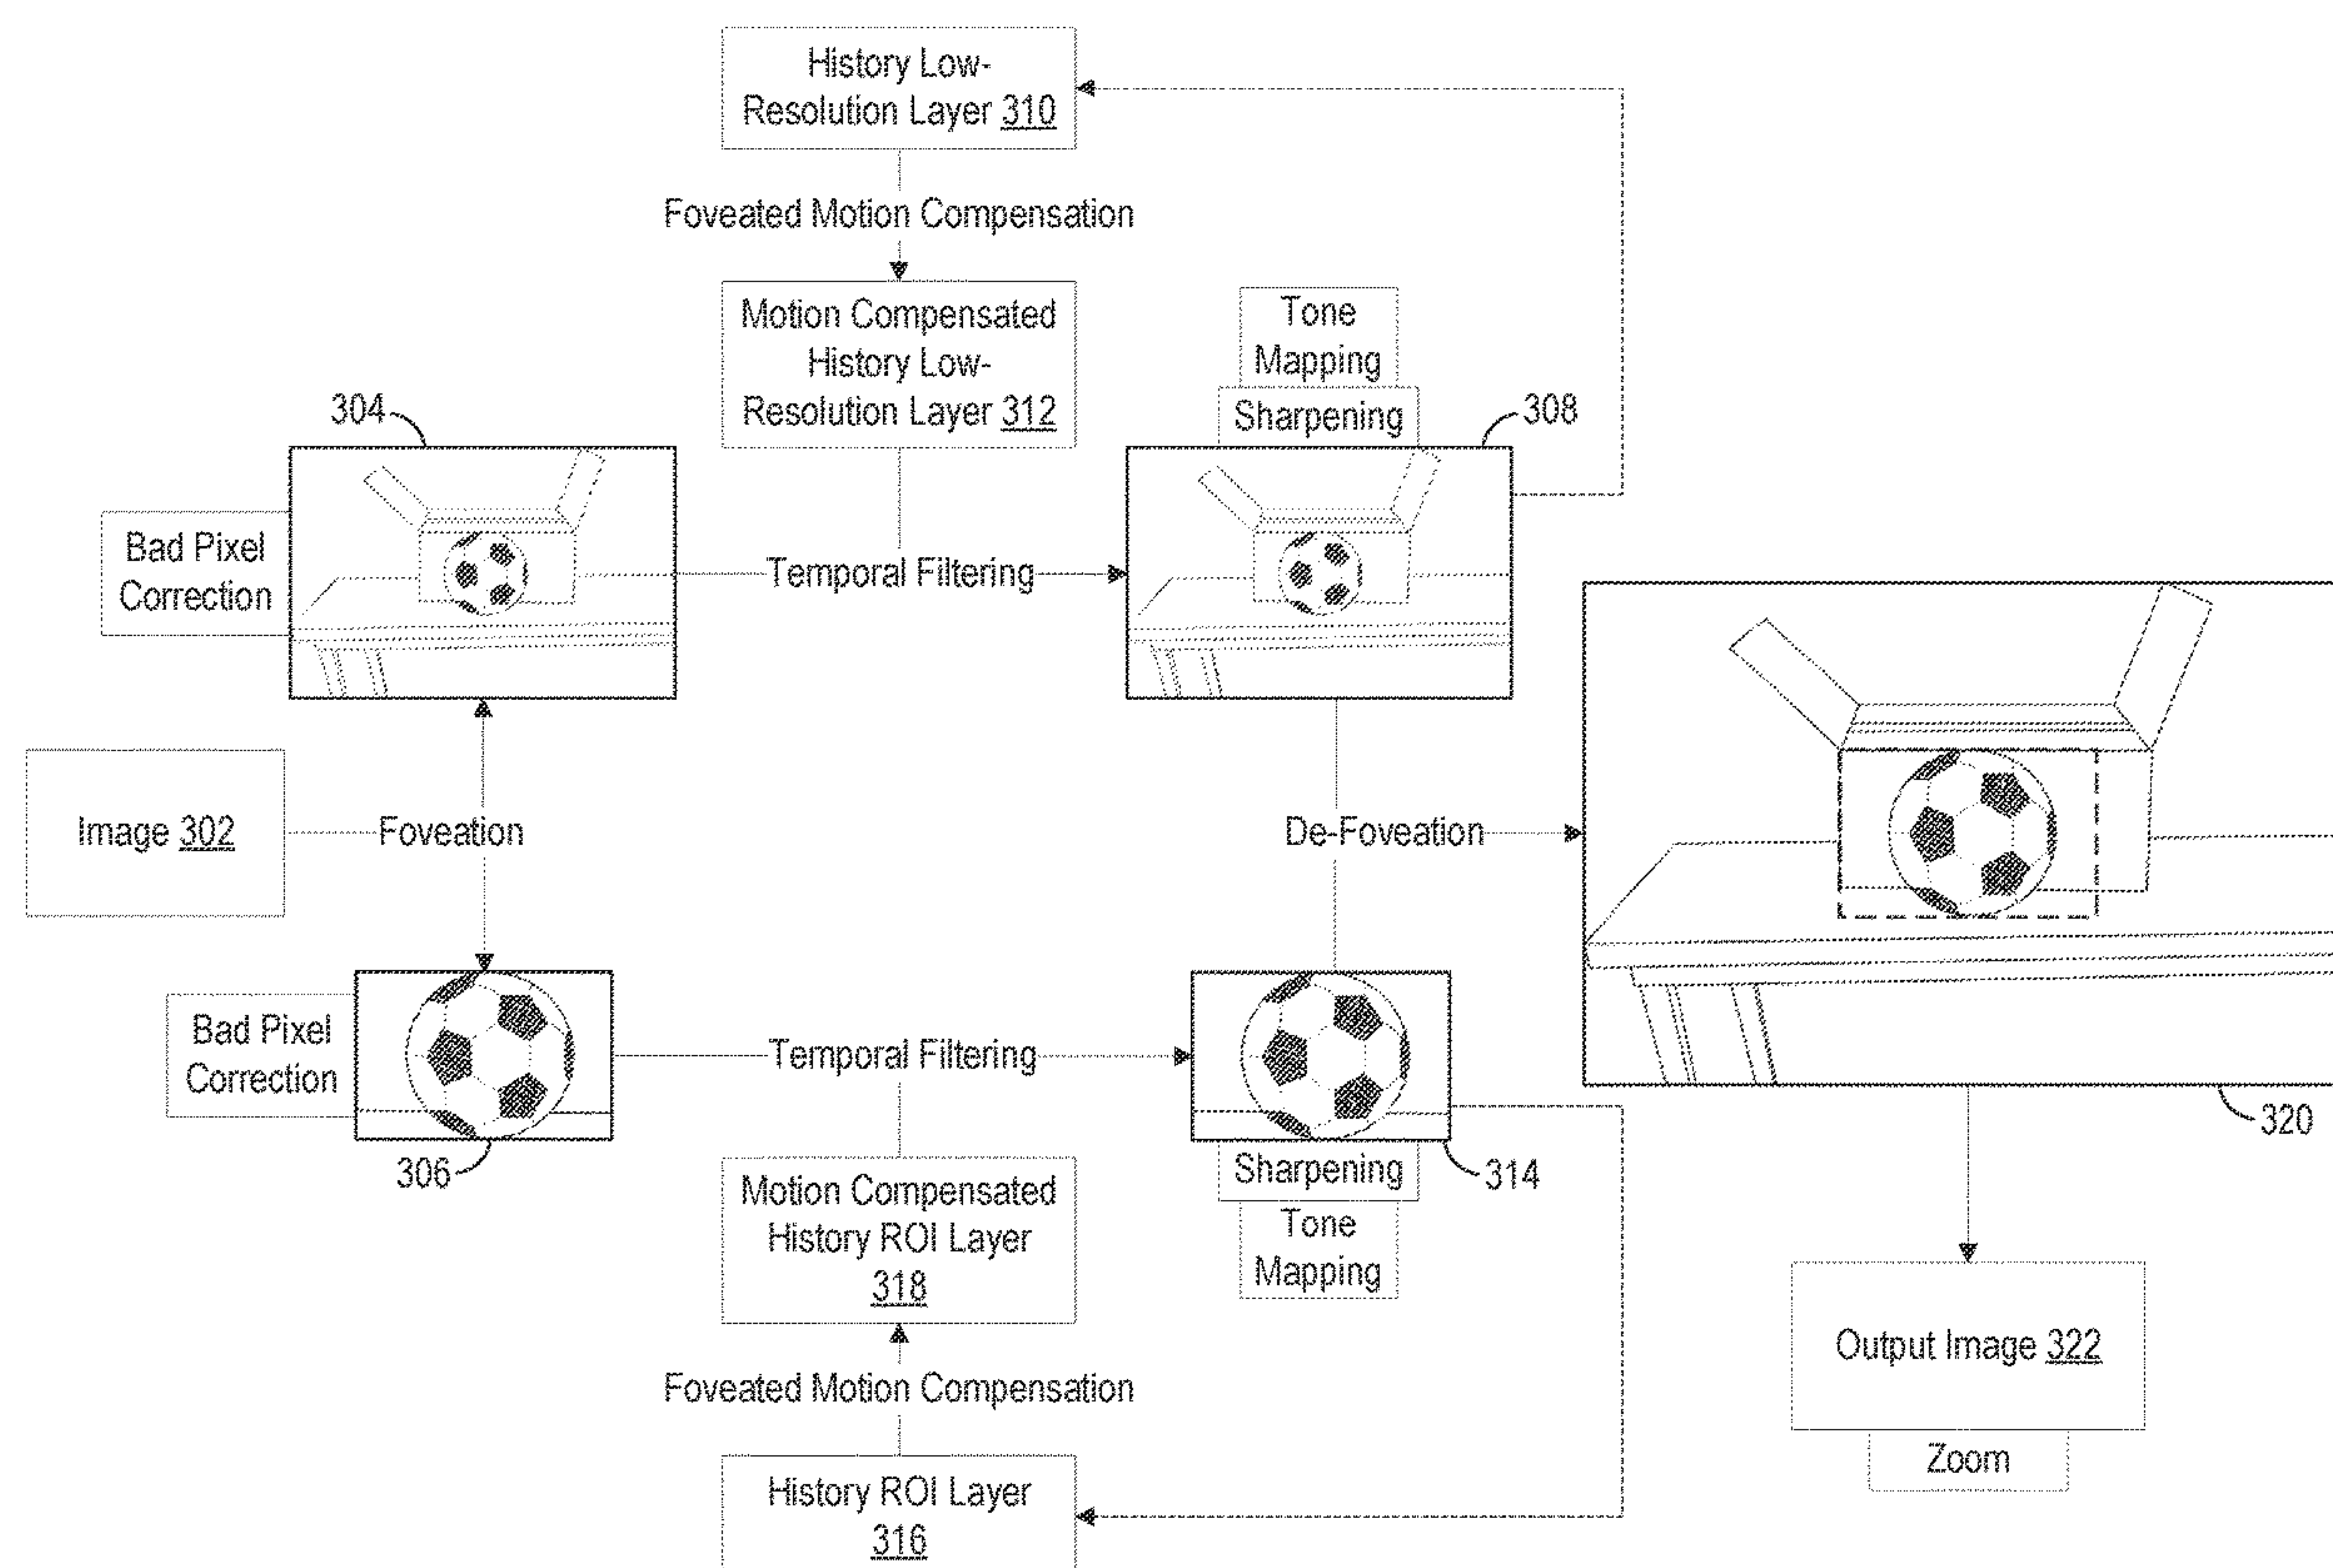 History Low-
Resolution Layer 310
Foveated Motion Compensation
Motion Compensated
History Low-
Resolution Layer 312
Tone
Mapping
Sharpening
304
308
Bad Pixel
Correction
Temporal Filtering
Image 302
Foveation
De-Foveation
Bad Pixel
Correction
Temporal Filtering
306
320
Sharpening
314
Motion Compensated
History ROI Layer
318
Tone
Mapping
Foveated Motion Compensation
Output Image 322
Zoom
History ROI Layer
316